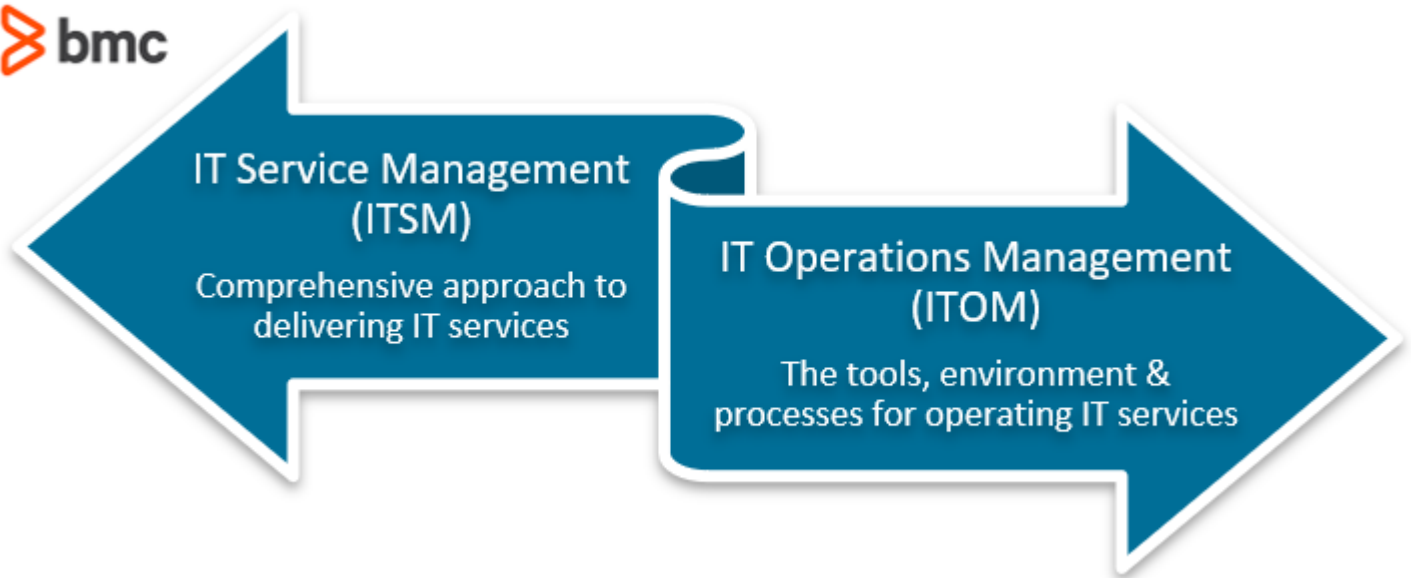 bmc
IT Service Management
(ITSM)
Comprehensive approach to
delivering IT services
IT Operations Management
(ITOM)
The tools, environment &
processes for operating IT services